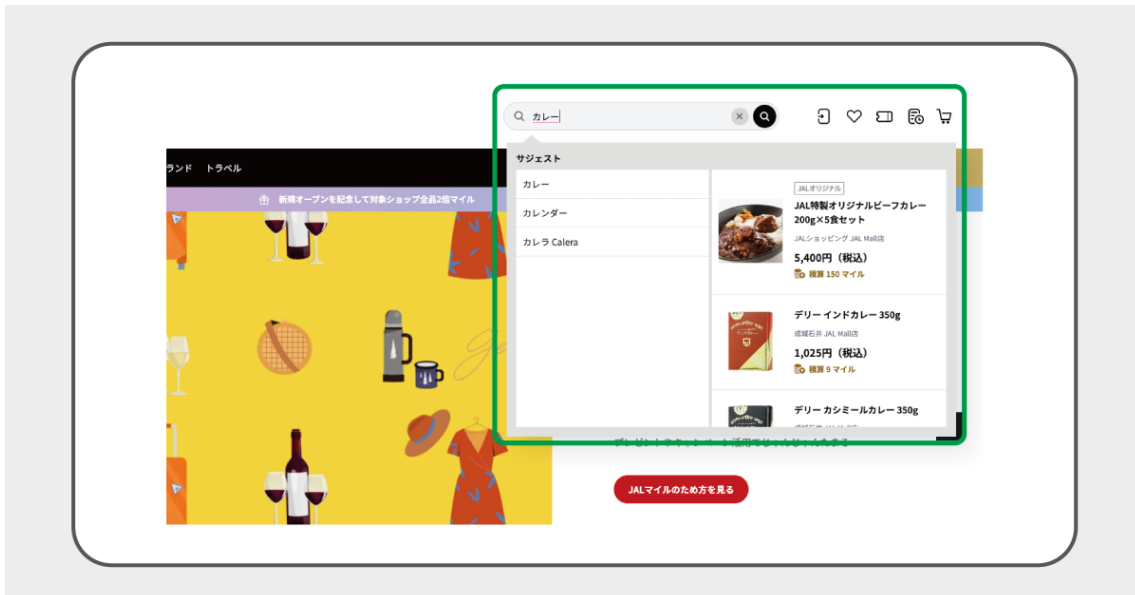 カレー
ランド トラベル
新規オープンを記念して対象ショップ全品2倍マイル
サジェスト
カレー
カレンダー
カレラ Calera
JALオリジナル
JAL特製オリジナルビーフカレー
200g×5食セット
JALショッピング JAL Mall店
5,400円（税込）
積算 150 マイル
デリー インドカレー 350g
成城石井 JAL Mall店
1,025円（税込）
積算 9 マイル
デリー カシミールカレー 350g
JALマイルのため方を見る